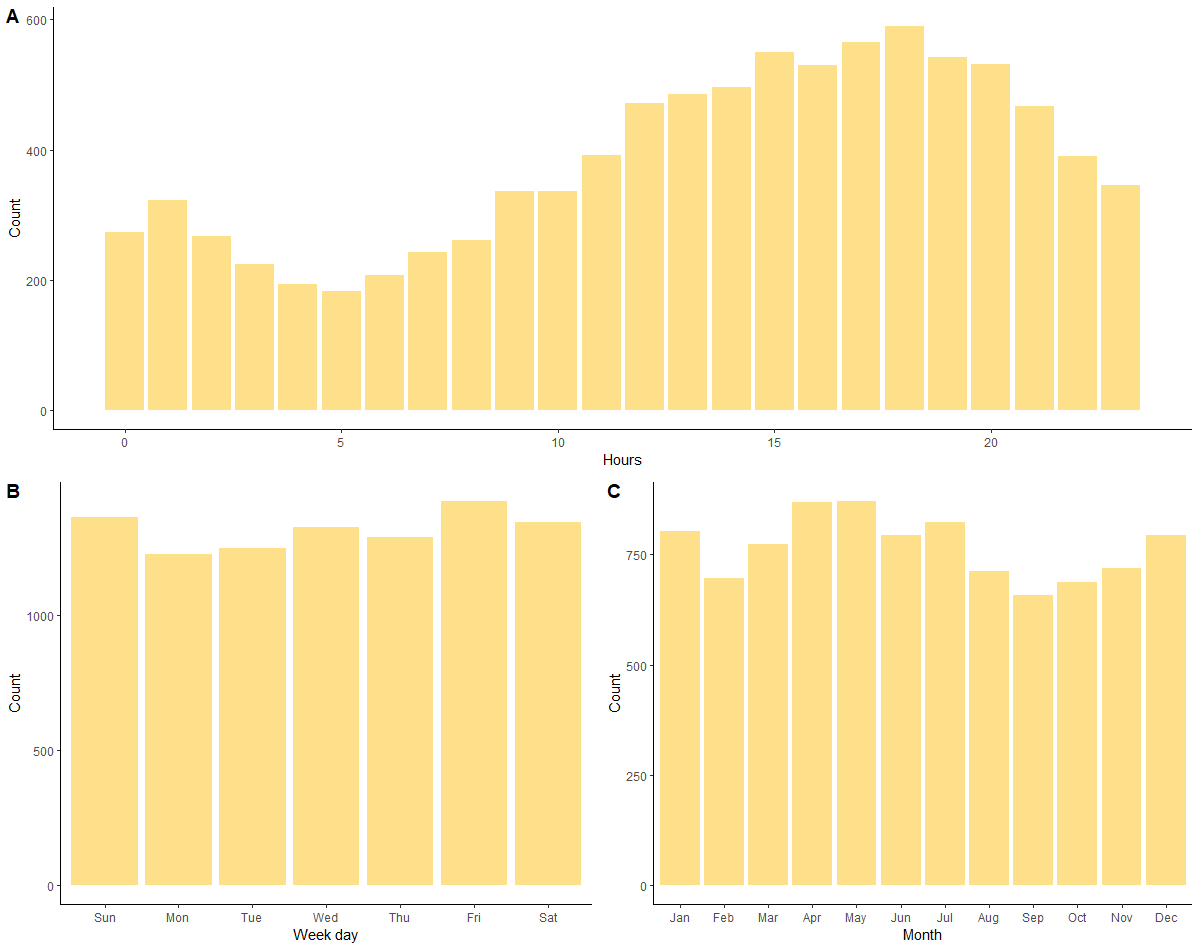 A
600
400
200
0
Count
0 5 10 15 20
Hours
B
1000
500
0
Count
Sun Mon Tue Wed Thu Fri Sat
Week day
C
750
500
250
0
Count
Jan Feb Mar Apr May Jun Jul Aug Sep Oct Nov Dec
Month